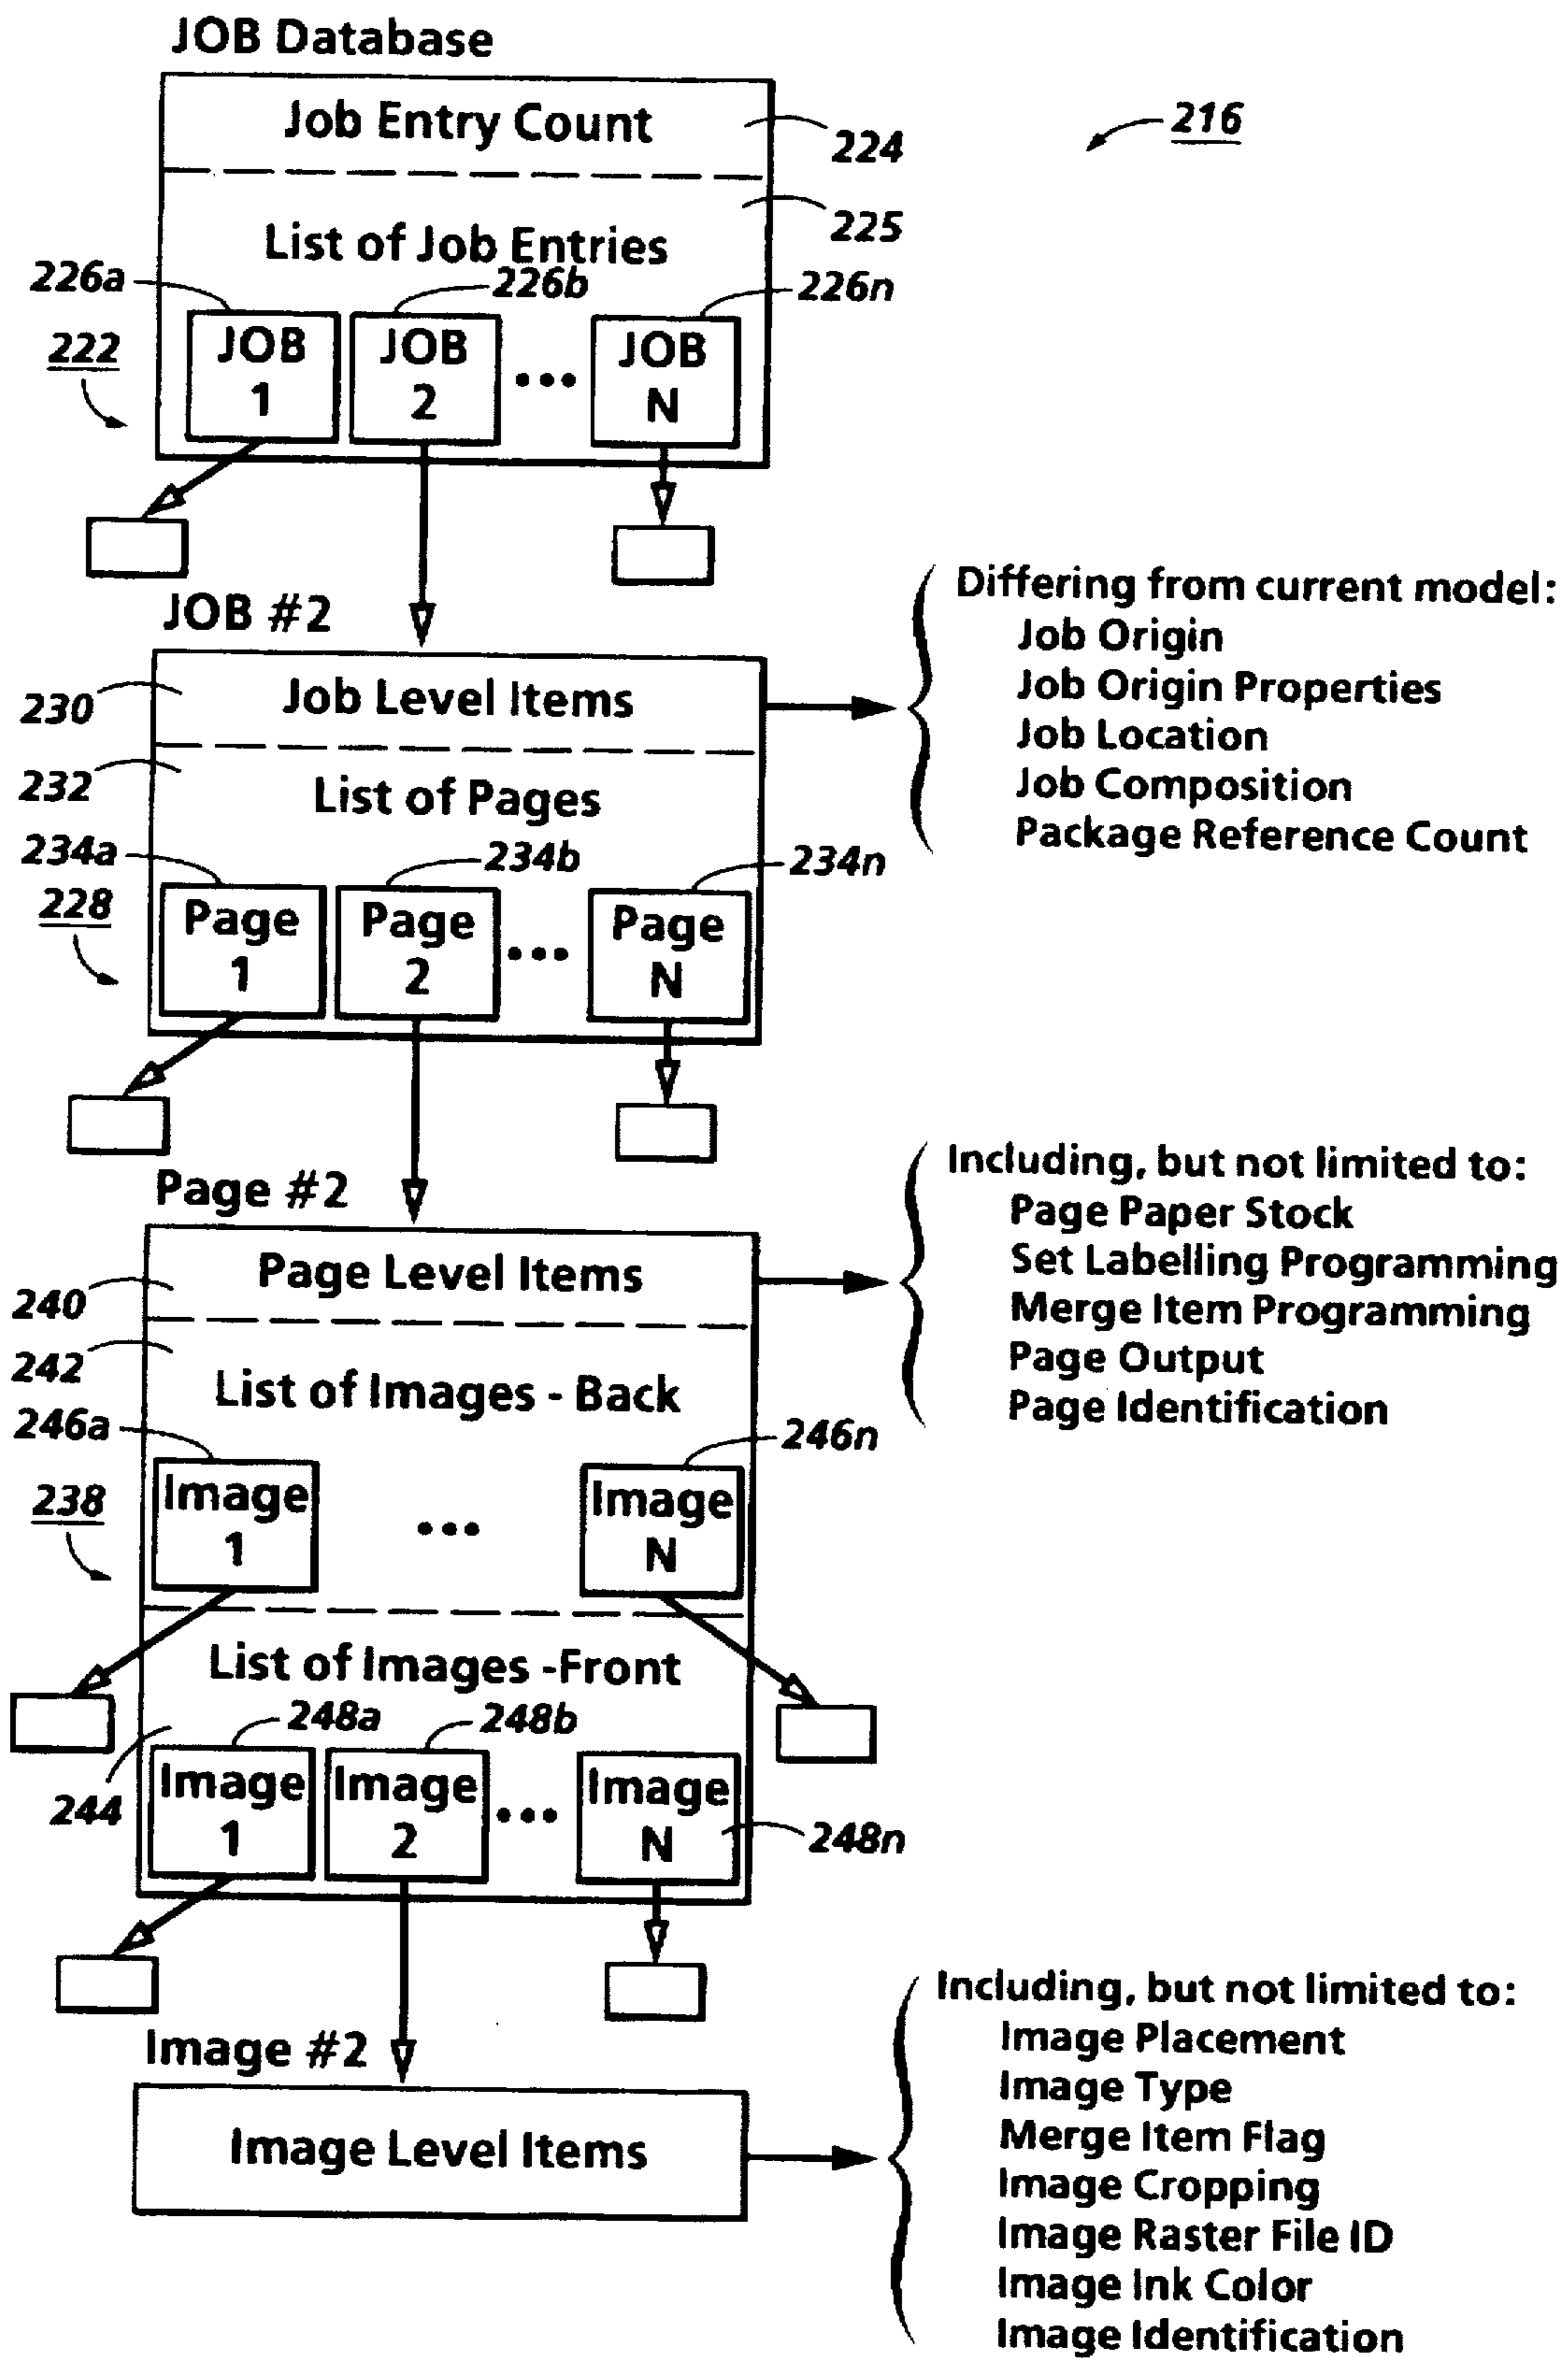 JOB Database
Job Entry Count
224
216
225
List of Job Entries
226a
226b
226n
222
JOB
1
JOB
2
•••
JOB
N
JOB #2
Differing from current model:
Job Origin
Job Origin Properties
Job Location
Job Composition
Package Reference Count
230
Job Level Items
232
List of Pages
234a
234b
234n
228
Page
1
Page
2
•••
Page
N
Page #2
Including, but not limited to:
Page Paper Stock
Set Labelling Programming
Merge Item Programming
Page Output
Page Identification
Page Level Items
240
242
List of Images - Back
246a
246n
238
Image
1
•••
Image
N
List of Images -Front
248a
248b
244
Image
1
Image
2
•••
Image
N
248n
Image #2
Image Level Items
Including, but not limited to:
Image Placement
Image Type
Merge Item Flag
Image Cropping
Image Raster File ID
Image Ink Color
Image Identification